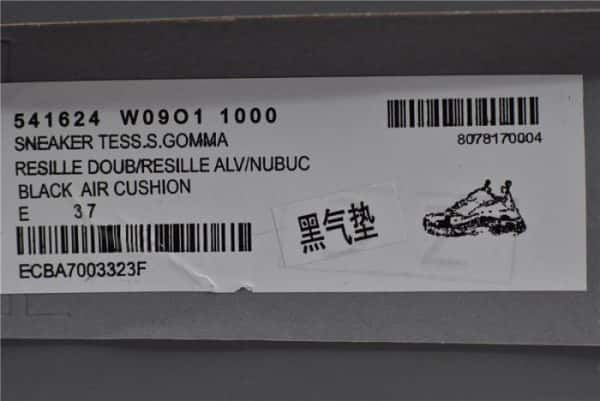 541624 W09O1 1000
8078170004
SNEAKER TESS.S.GOMMA
RESILLE DOUB/RESILLE ALV/NUBUC
BLACK AIR CUSHION
E 37
黑气垫
ECBA7003323F